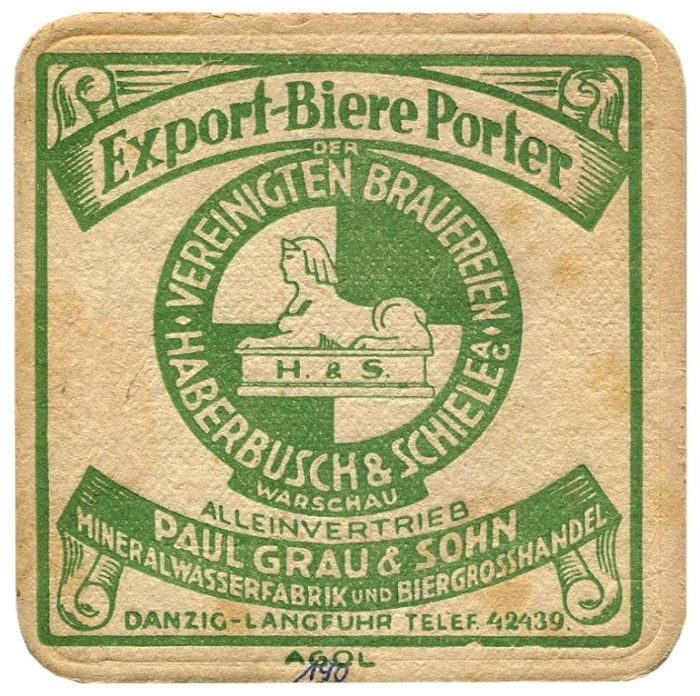 Export-Biere Porter
DER
VEREINIGTEN BRAUEREIEN
HABERBUSCH & SCHIELE A&
H. & S.
WARSCHAU
ALLEINVERTRIEB
PAUL GRAU & SOHN
MINERALWASSERFABRIK UND BIERGROSSHANDEL
DANZIG-LANGFUHR TELEF. 42439.
AGOL
140